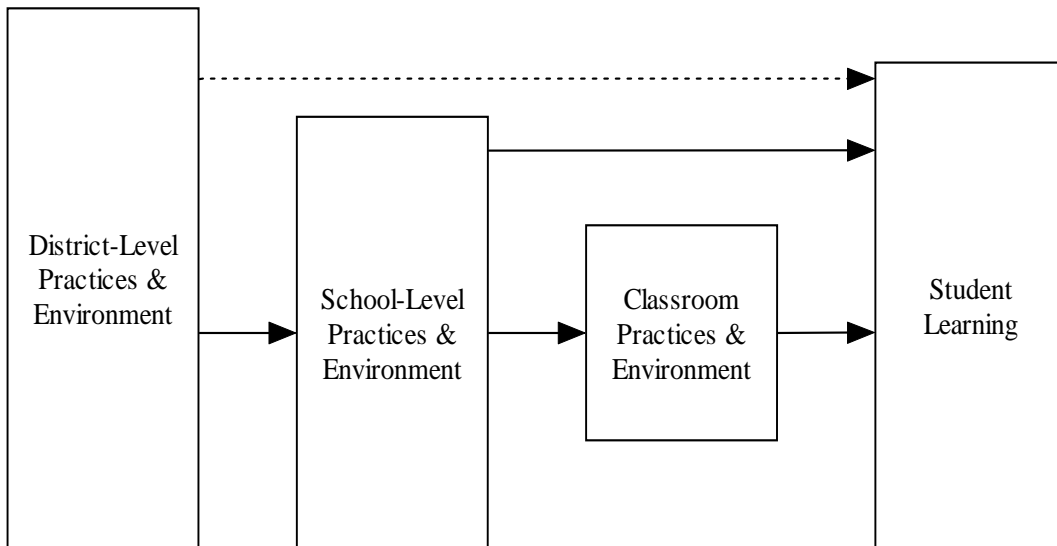 District-Level
Practices &
Environment
School-Level
Practices &
Environment
Classroom
Practices &
Environment
Student
Learning